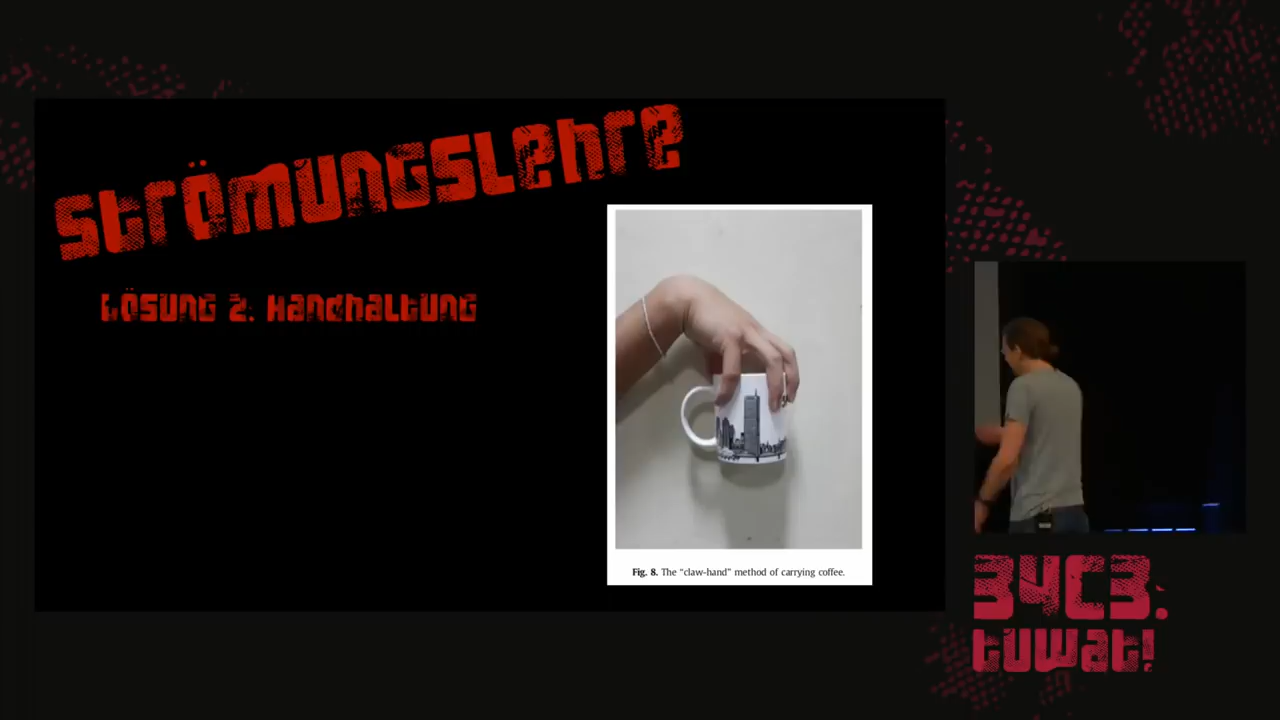 Strömungslehre
Lösung 2: Handhaltung
Fig. 8. The "claw-hand" method of carrying coffee.
34C3.
tuwat!